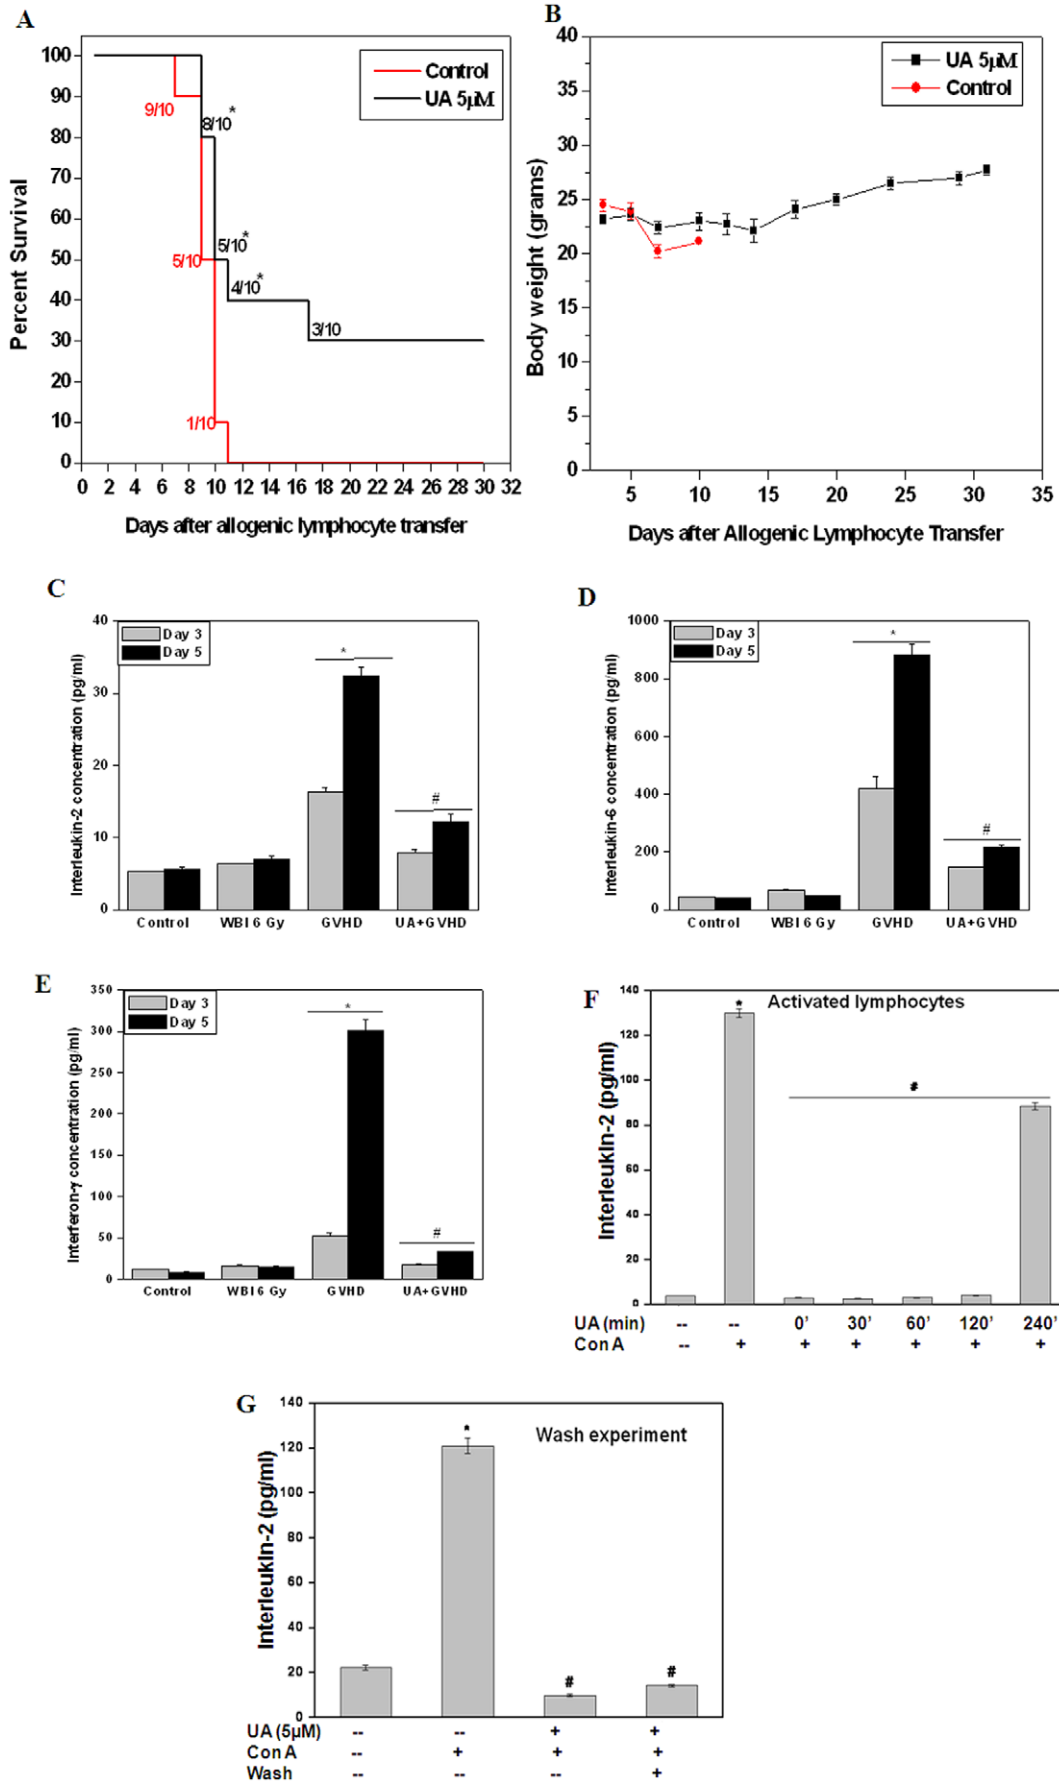 A
Control
UA 5μM
100
90
80
70
60
50
40
30
20
10
0
9/10
8/10*
5/10*
5/10
4/10*
3/10
1/10
0 2 4 6 8 10 12 14 16 18 20 22 24 26 28 30 32
Percent Survival
Days after allogenic lymphocyte transfer
B
UA 5μM
Control
40
35
30
25
20
15
10
5
0
5 10 15 20 25 30 35
Body weight (grams)
Days after Allogenic Lymphocyte Transfer
C
Day 3
Day 5
40
30
20
10
0
*
#
Control WBI 6 Gy GVHD UA+GVHD
Interleukin-2 concentration (pg/ml)
D
Day 3
Day 5
1000
800
600
400
200
0
*
#
Control WBI 6 Gy GVHD UA+GVHD
Interleukin-6 concentration (pg/ml)
E
Day 3
Day 5
350
300
250
200
150
100
50
0
*
#
Control WBI 6 Gy GVHD UA+GVHD
Interferon-γ concentration (pg/ml)
F
Activated lymphocytes
140
120
100
80
60
40
20
0
*
#
Interleukin-2 (pg/ml)
UA (min) -- -- 0' 30' 60' 120' 240'
Con A -- + + + + + +
G
Wash experiment
140
120
100
80
60
40
20
0
*
#
#
Interleukin-2 (pg/ml)
UA (5μM) -- -- + +
Con A -- + + +
Wash -- -- -- +